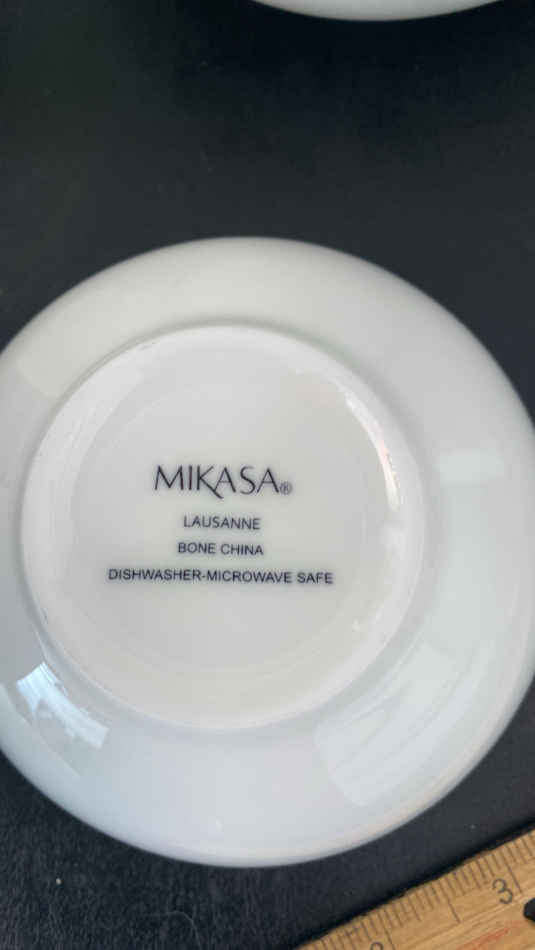 MIKASA®
LAUSANNE
BONE CHINA
DISHWASHER-MICROWAVE SAFE
3